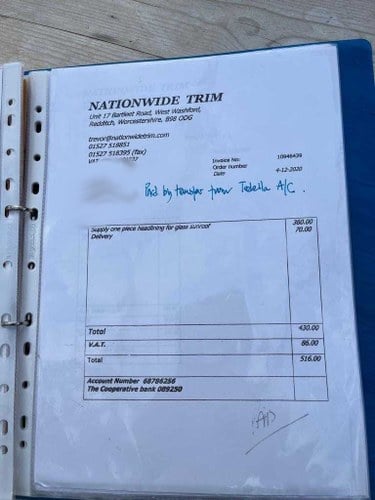 NATIONWIDE TRIM
Unit 17 Bartleet Road, West Washford,
Redditch, Worcestershire, B98 0DG
trevor@nationwidetrim.com
01527 518851
01527 518395 (fax)
VAT
Invoice No: 10946439
Order number
Date 4-12-2020
Paid by transfer from A/C.
Supply one piece headlining for glass sunroof 360.00
Delivery 70.00
Total 430.00
V.A.T. 86.00
Total 516.00
Account Number 68786256
The Cooperative bank 089250
PAID